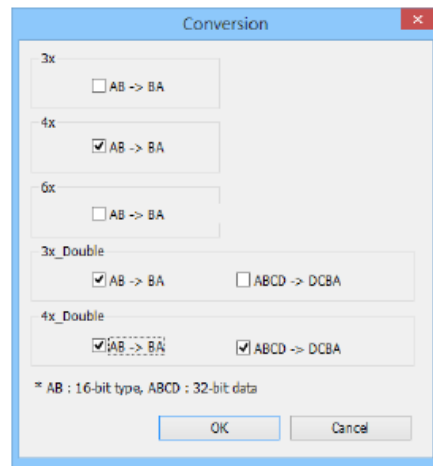 Conversion
3x
AB -> BA
4x
AB -> BA
6x
AB -> BA
3x_Double
AB -> BA ABCD -> DCBA
4x_Double
AB -> BA ABCD -> DCBA
* AB : 16-bit type, ABCD : 32-bit data
OK Cancel